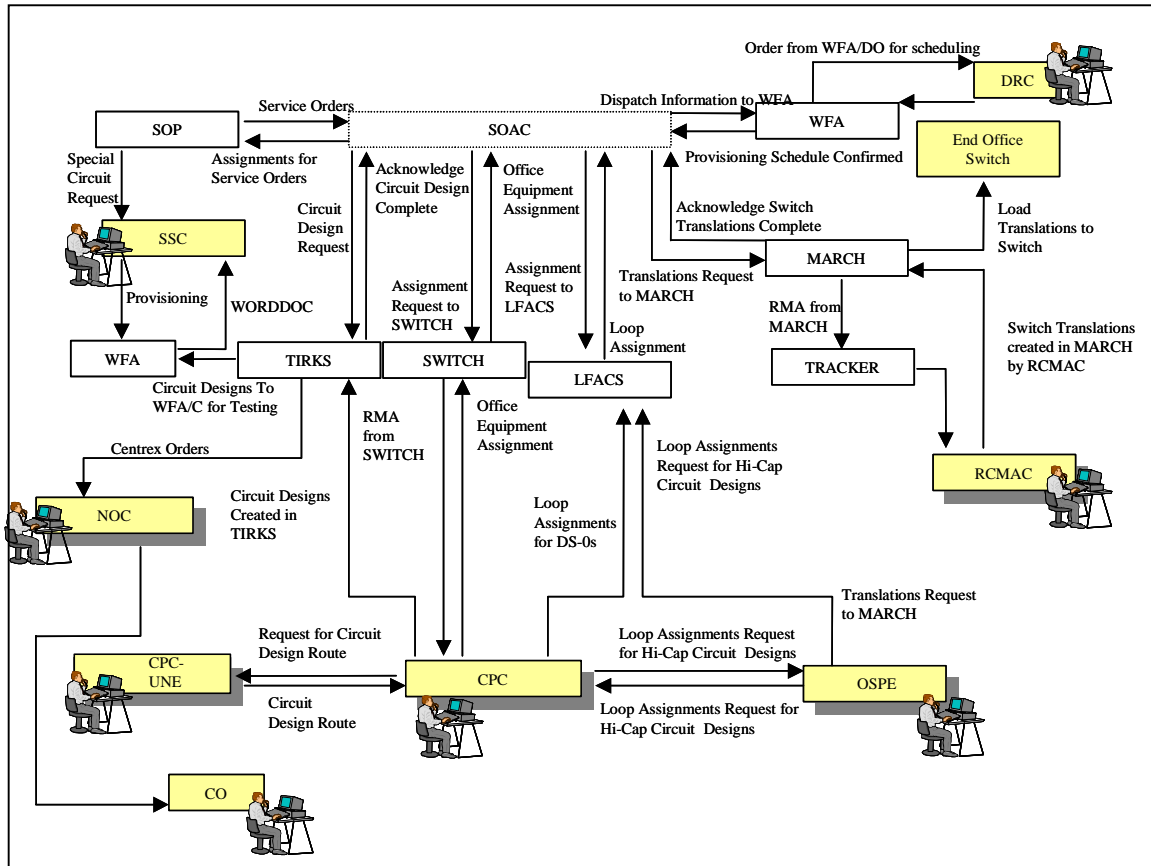 Order from WFA/DO for scheduling
DRC
Service Orders
Dispatch Information to WFA
SOP
SOAC
WFA
Special
Circuit
Request
Assignments for
Service Orders
Acknowledge
Circuit Design
Complete
Office
Equipment
Assignment
Provisioning Schedule Confirmed
End Office
Switch
Circuit
Design
Request
Acknowledge Switch
Translations Complete
Load
Translations to
Switch
SSC
MARCH
Provisioning
WORDDOC
Assignment
Request to
SWITCH
Assignment
Request to
LFACS
Translations Request
to MARCH
RMA from
MARCH
Switch Translations
created in MARCH
by RCMAC
Loop
Assignment
WFA
TIRKS
SWITCH
LFACS
TRACKER
Circuit Designs To
WFA/C for Testing
RMA
from
SWITCH
Office
Equipment
Assignment
Centrex Orders
Loop Assignments
Request for Hi-Cap
Circuit Designs
RCMAC
NOC
Circuit Designs
Created in
TIRKS
Loop
Assignments
for DS-0s
Translations Request
to MARCH
Request for Circuit
Design Route
Loop Assignments Request
for Hi-Cap Circuit Designs
CPC-
UNE
CPC
OSPE
Circuit
Design Route
Loop Assignments Request for
Hi-Cap Circuit Designs
CO